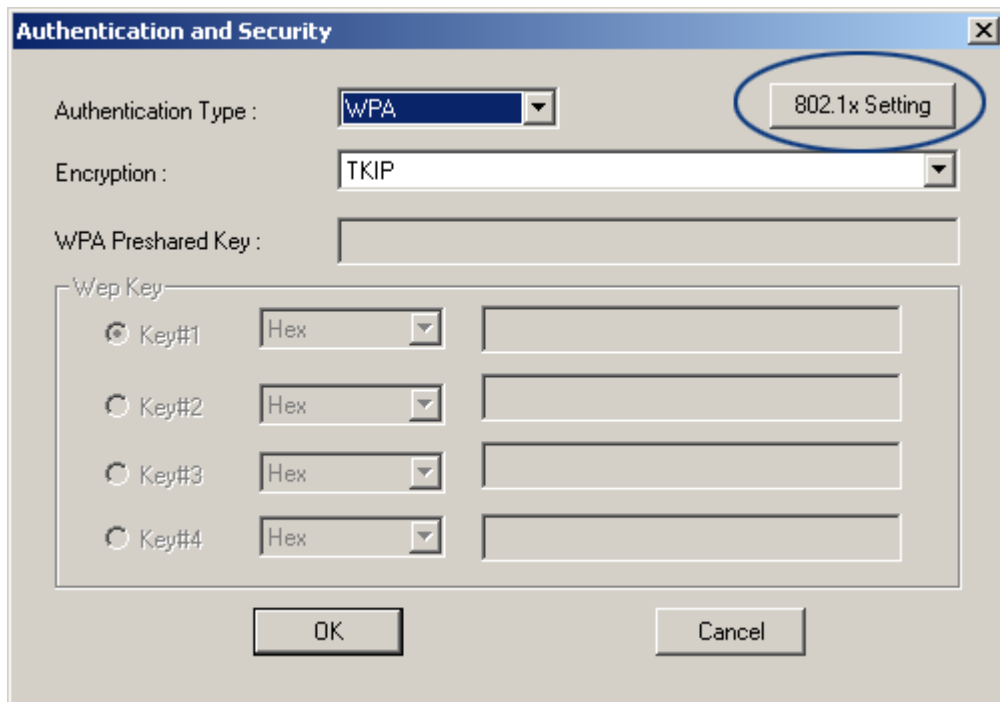 Authentication and Security
Authentication Type : WPA 802.1x Setting
Encryption : TKIP
WPA Preshared Key :
Wep Key
Key#1 Hex
Key#2 Hex
Key#3 Hex
Key#4 Hex
OK Cancel